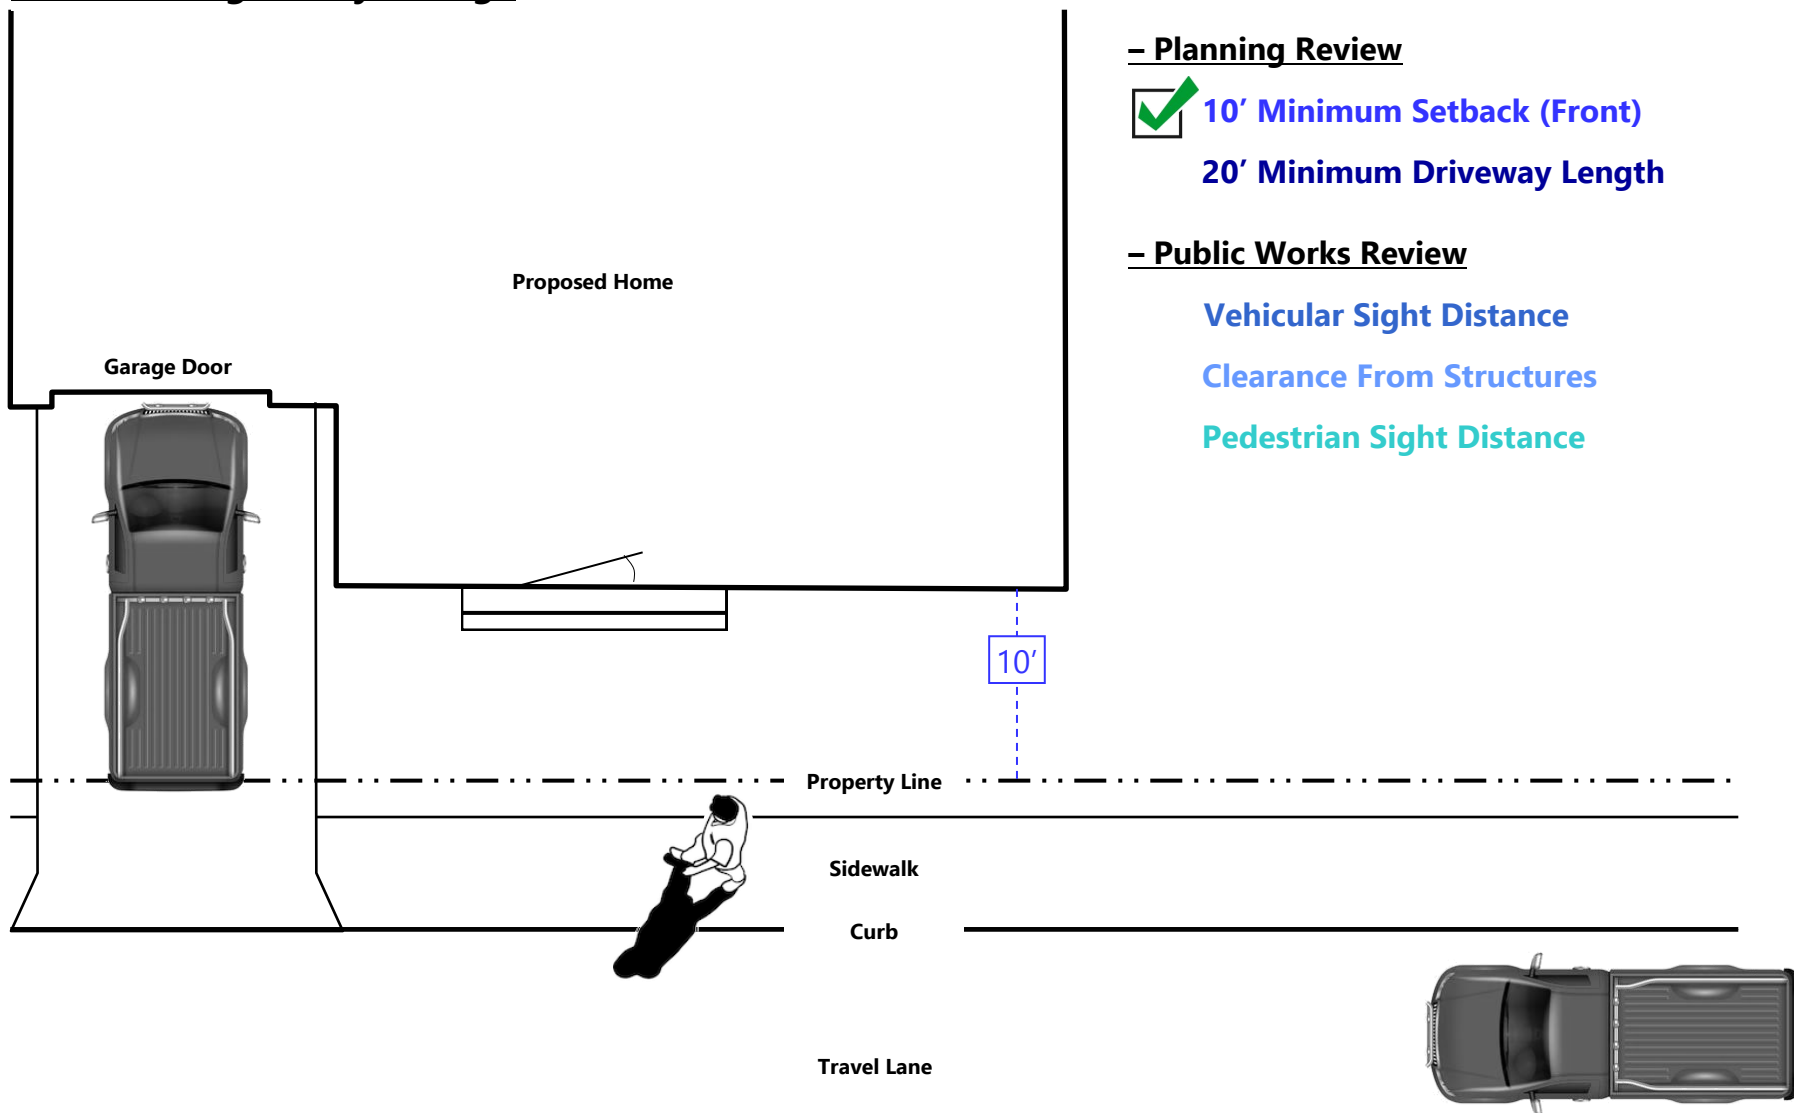 – Planning Review
10’ Minimum Setback (Front)
20’ Minimum Driveway Length
– Public Works Review
Vehicular Sight Distance
Clearance From Structures
Pedestrian Sight Distance
Proposed Home
Garage Door
10’
Property Line
Sidewalk
Curb
Travel Lane